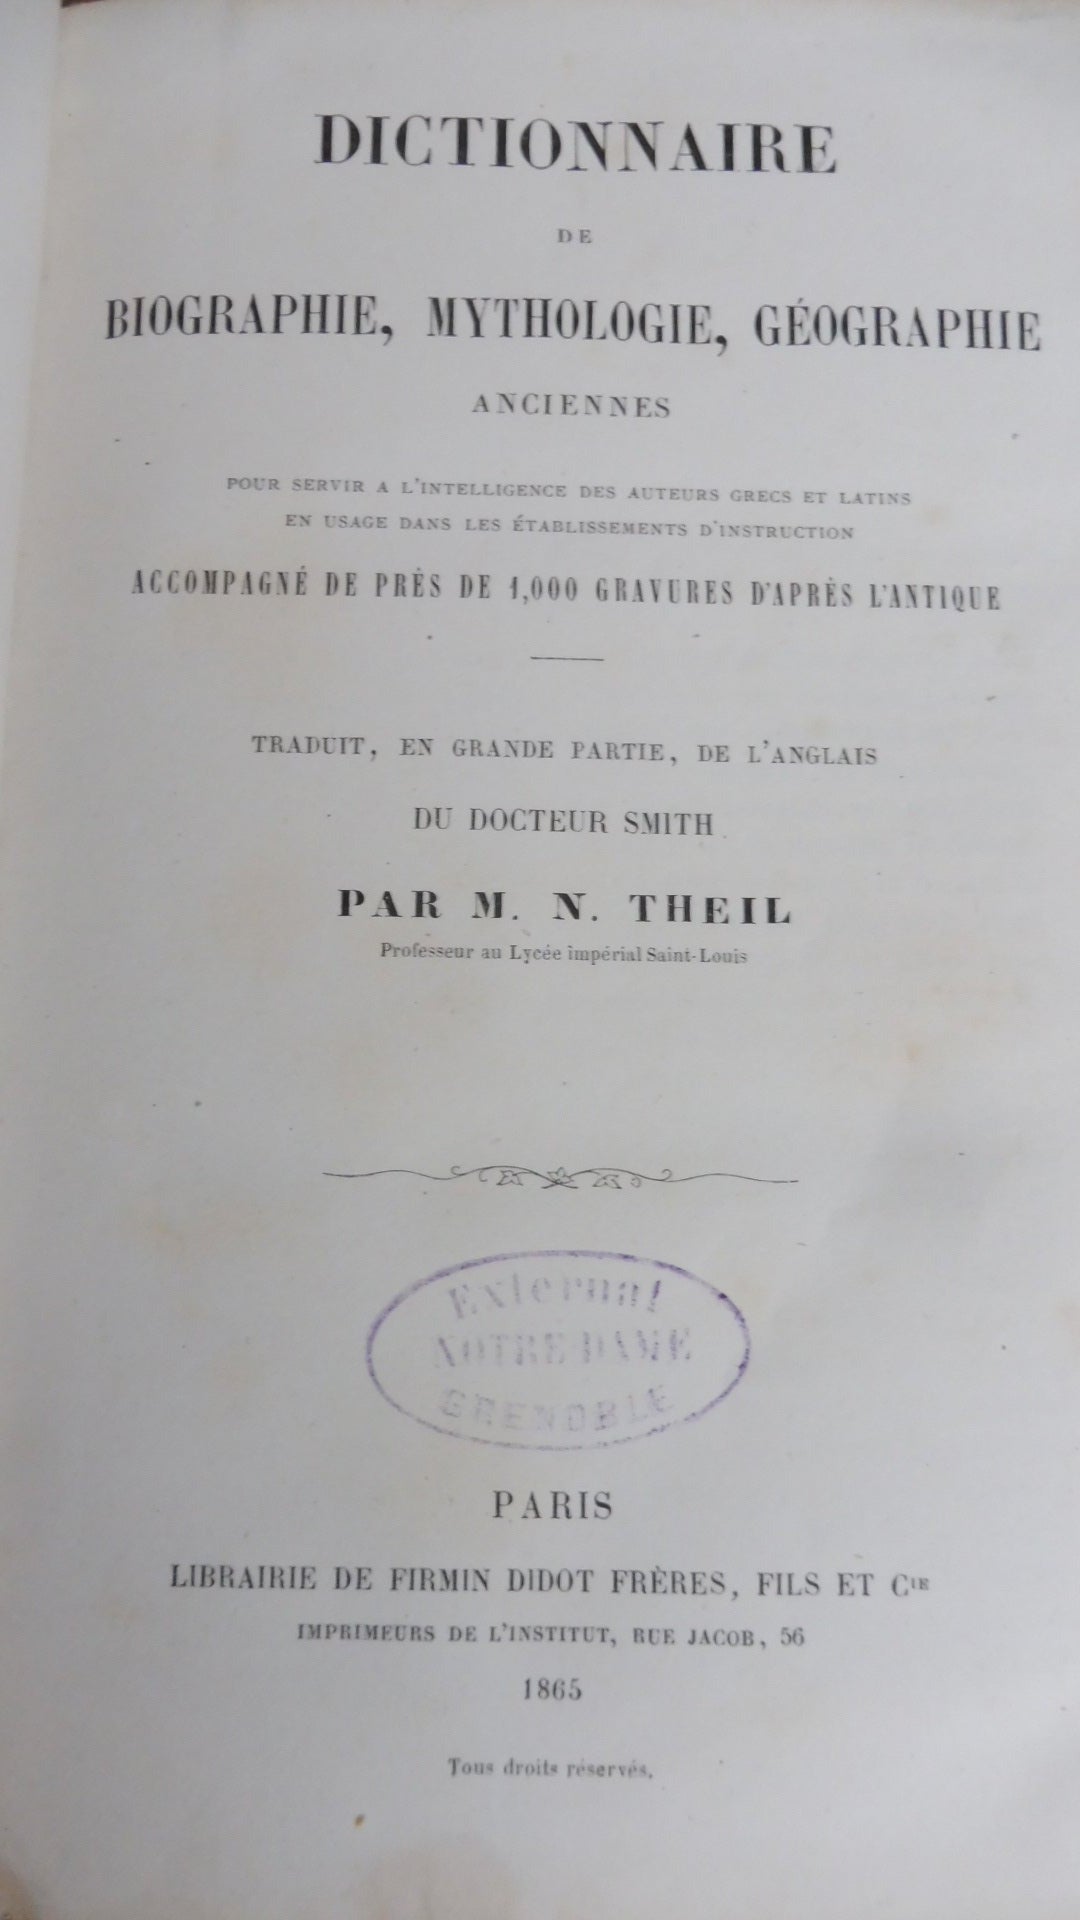 DICTIONNAIRE
DE
BIOGRAPHIE, MYTHOLOGIE, GÉOGRAPHIE
ANCIENNES
POUR SERVIR A L'INTELLIGENCE DES AUTEURS GRECS ET LATINS
EN USAGE DANS LES ÉTABLISSEMENTS D'INSTRUCTION
ACCOMPAGNÉ DE PRÈS DE 1,000 GRAVURES D'APRÈS L'ANTIQUE
TRADUIT, EN GRANDE PARTIE, DE L'ANGLAIS
DU DOCTEUR SMITH
PAR M. N. THEIL
Professeur au Lycée impérial Saint-Louis
External
NOTRE-DAME
GRENOBLE
PARIS
LIBRAIRIE DE FIRMIN DIDOT FRÈRES, FILS ET CIE
IMPRIMEURS DE L'INSTITUT, RUE JACOB, 56
1865
Tous droits réservés.